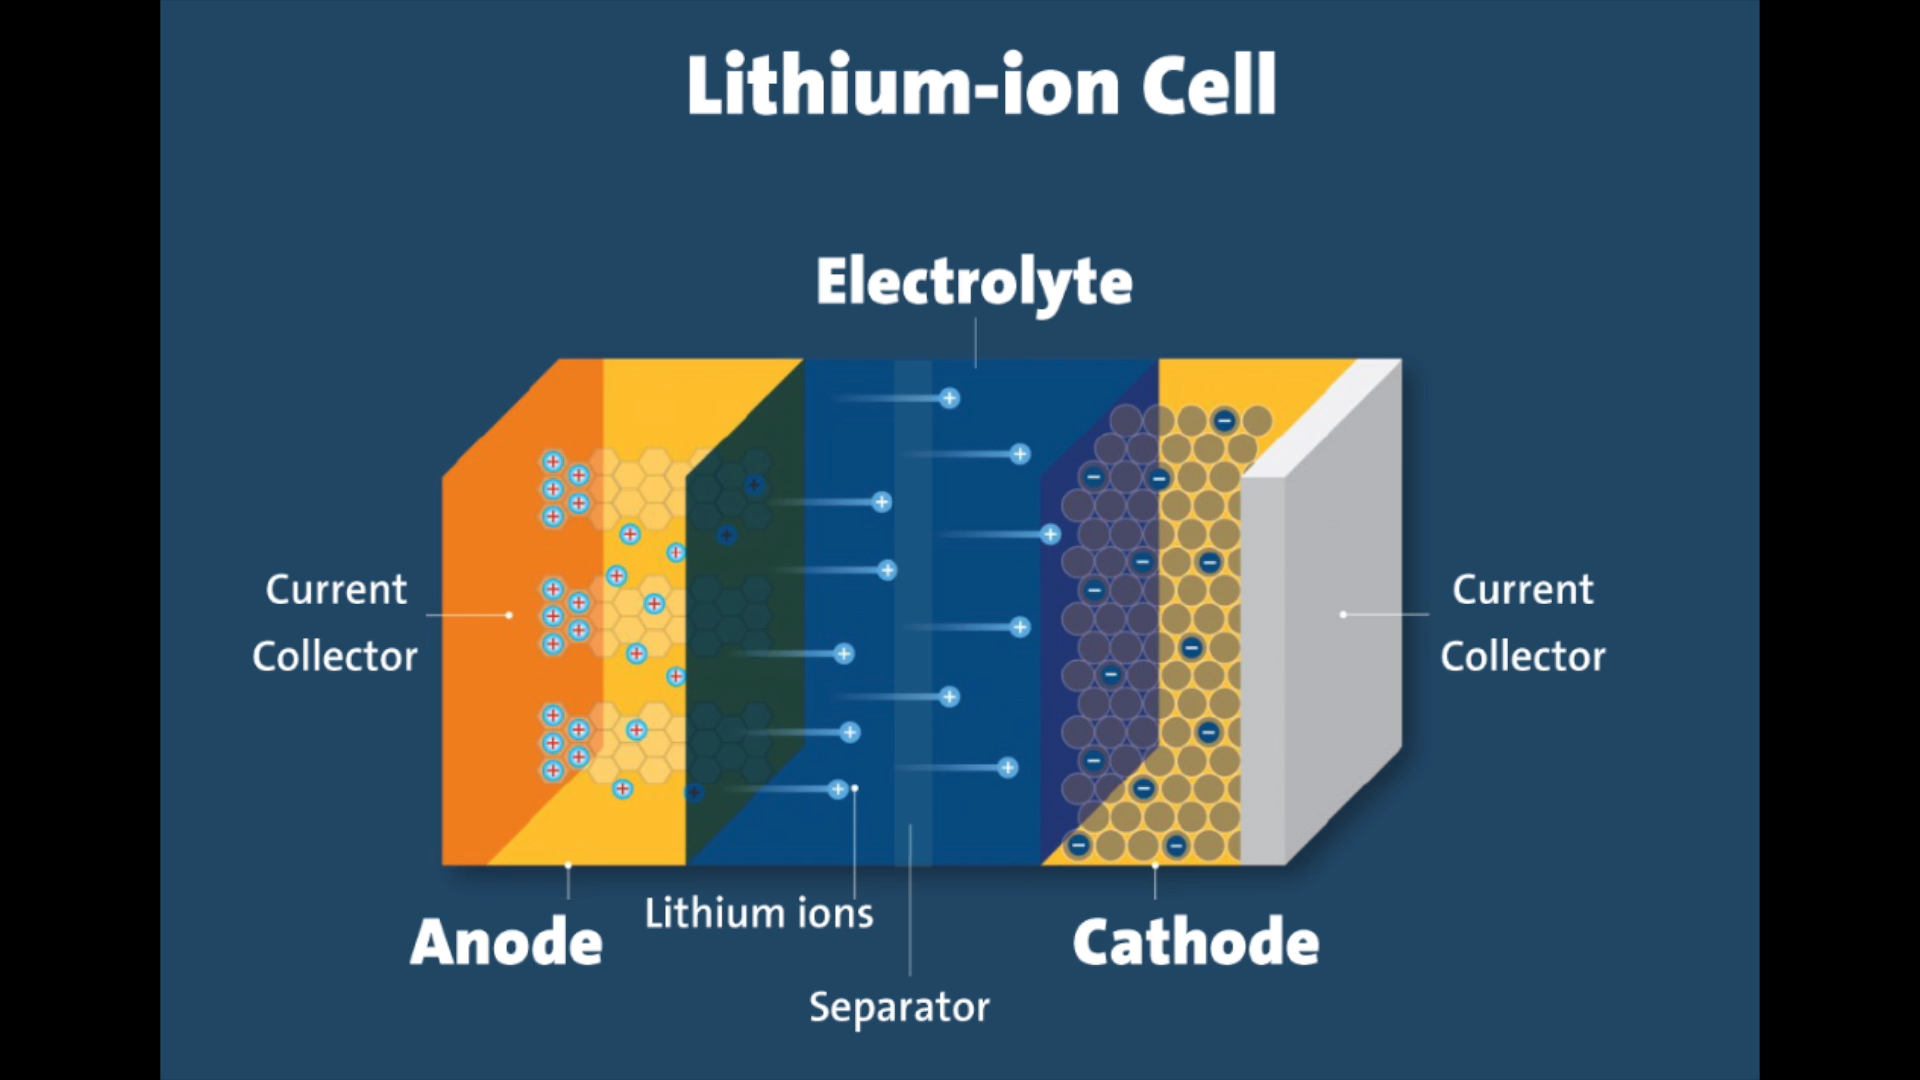 Lithium-ion Cell
Electrolyte
Current
Collector
Current
Collector
Anode
Lithium ions
Cathode
Separator